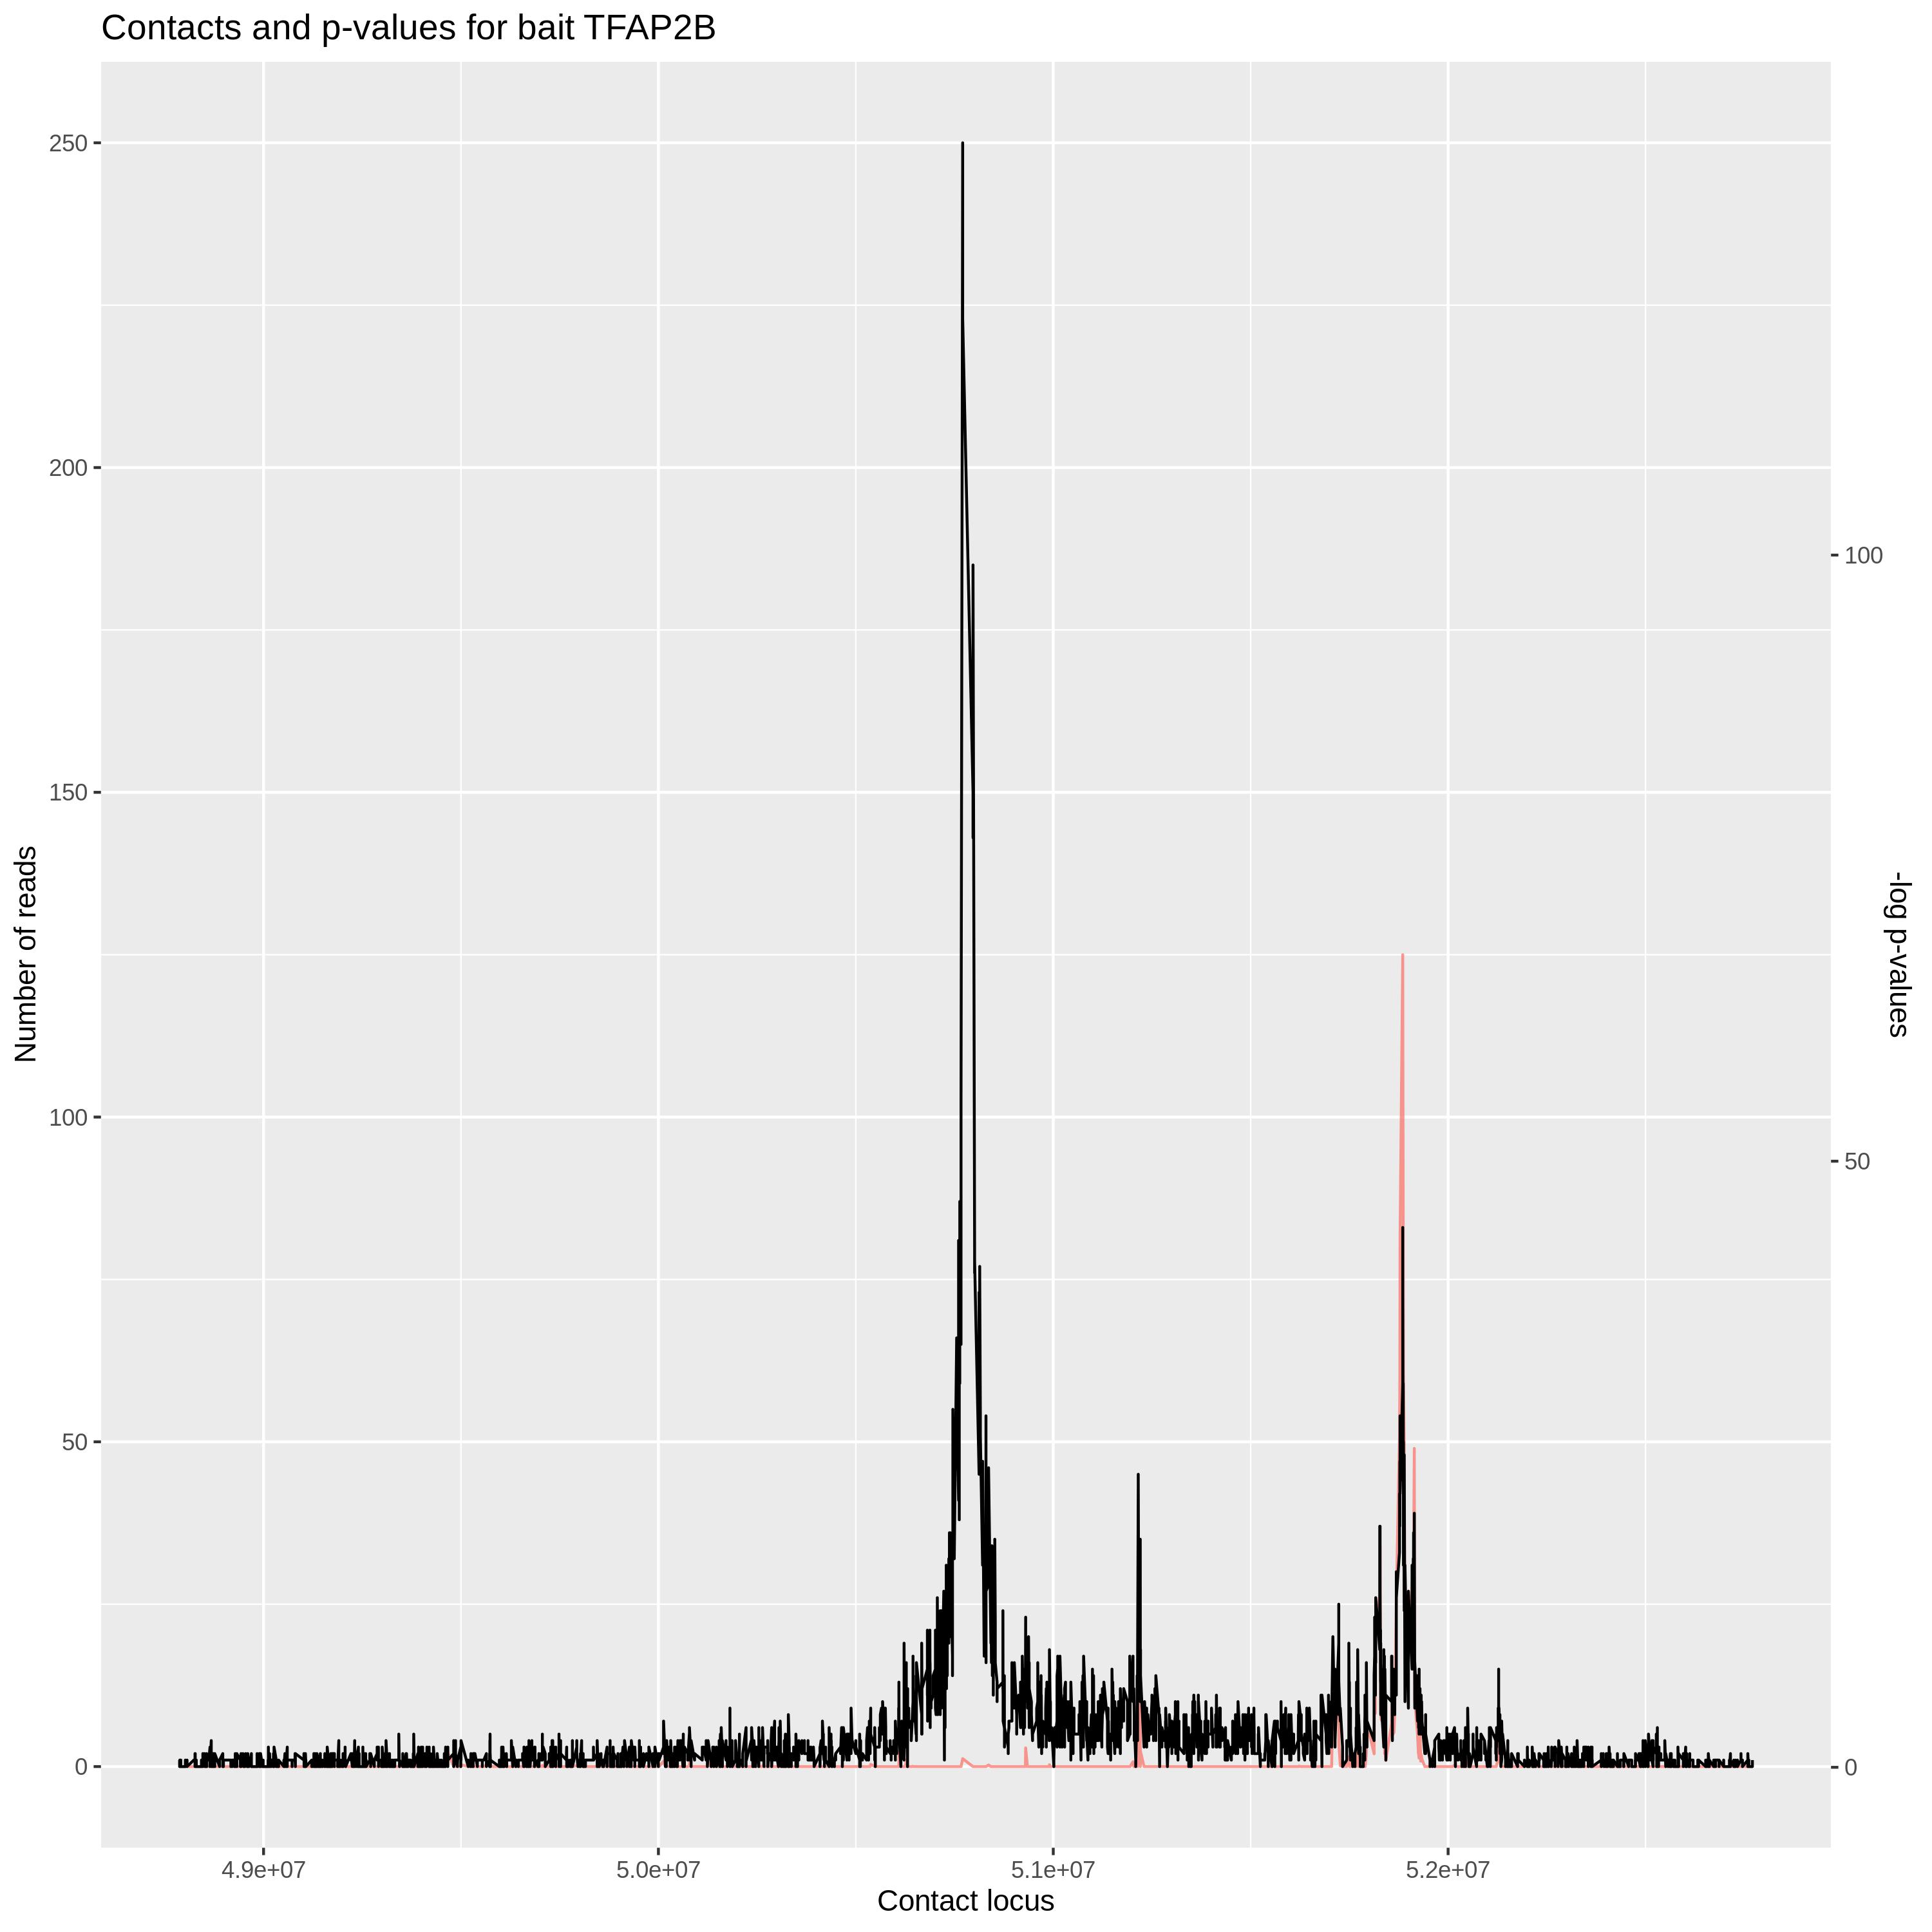 Contacts and p-values for bait TFAP2B
250
200
150
100
50
0
Number of reads
100
50
0
-log p-values
4.9e+07
5.0e+07
5.1e+07
5.2e+07
Contact locus